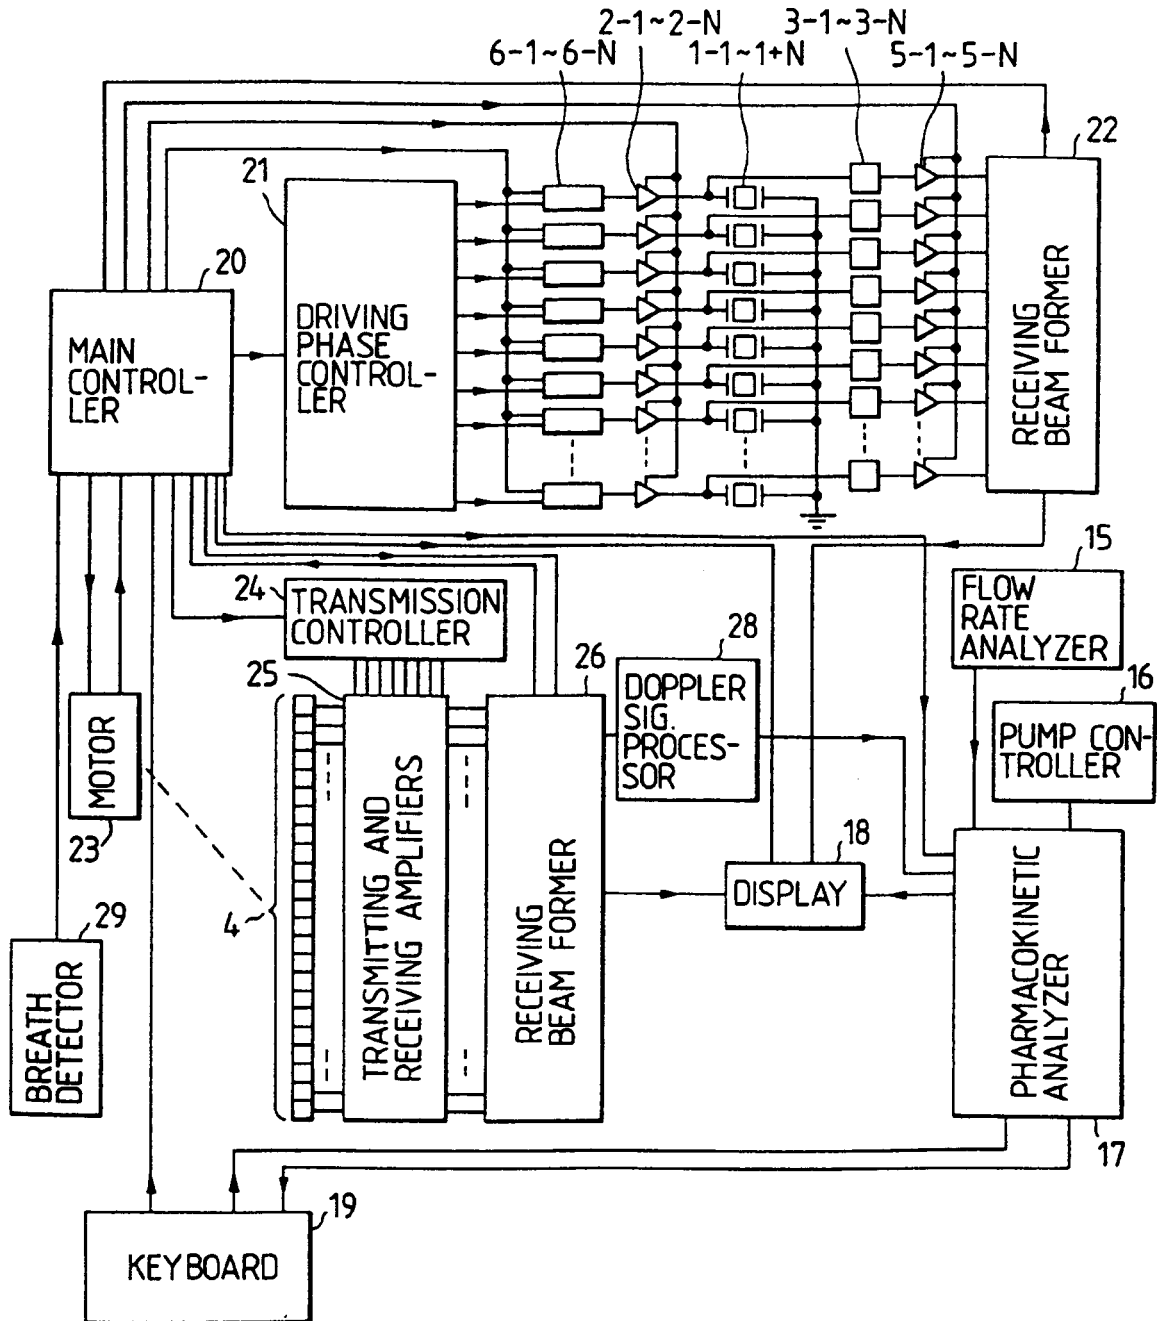 2-1~2-N
3-1~3-N
6-1~6-N
1-1~1+N
5-1~5-N
22
21
20
DRIVING
PHASE
CONTROL-
LER
MAIN
CONTROL-
LER
RECEIVING
BEAM FORMER
15
FLOW
RATE
ANALYZER
24
TRANSMISSION
CONTROLLER
28
DOPPLER
SIG.
PROCES-
SOR
26
25
16
PUMP CON-
TROLLER
MOTOR
23
TRANSMITTING AND
RECEIVING AMPLIFIERS
RECEIVING
BEAM FORMER
18
DISPLAY
4
29
BREATH
DETECTOR
PHARMACOKINETIC
ANALYZER
17
19
KEYBOARD